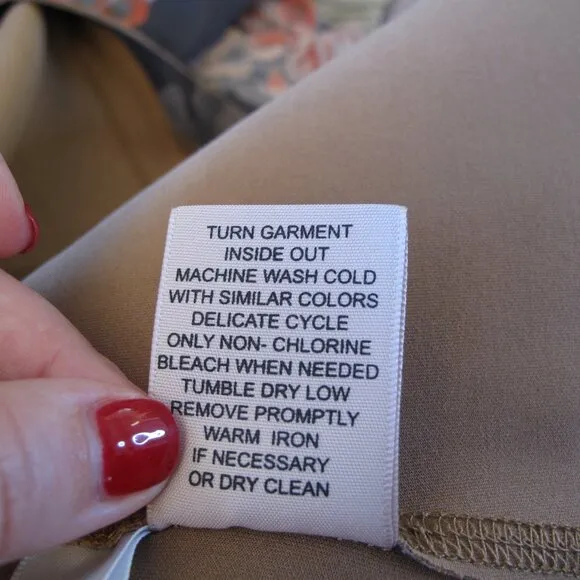 TURN GARMENT
INSIDE OUT
MACHINE WASH COLD
WITH SIMILAR COLORS
DELICATE CYCLE
ONLY NON- CHLORINE
BLEACH WHEN NEEDED
TUMBLE DRY LOW
REMOVE PROMPTLY
WARM IRON
IF NECESSARY
OR DRY CLEAN